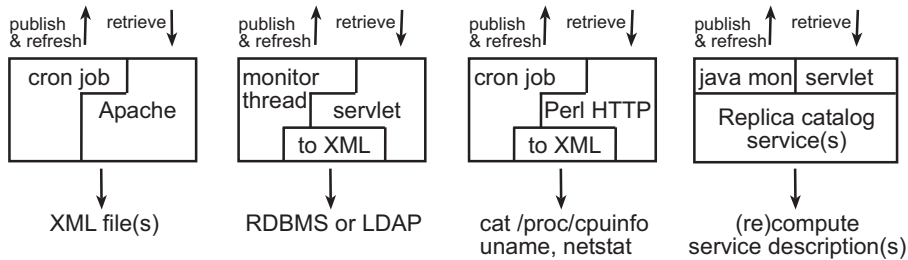 publish
& refresh
retrieve
cron job
Apache
XML file(s)
publish
& refresh
retrieve
monitor
thread
servlet
to XML
RDBMS or LDAP
publish
& refresh
retrieve
cron job
Perl HTTP
to XML
cat /proc/cpuinfo
uname, netstat
publish
& refresh
retrieve
java mon
servlet
Replica catalog
service(s)
(re)compute
service description(s)